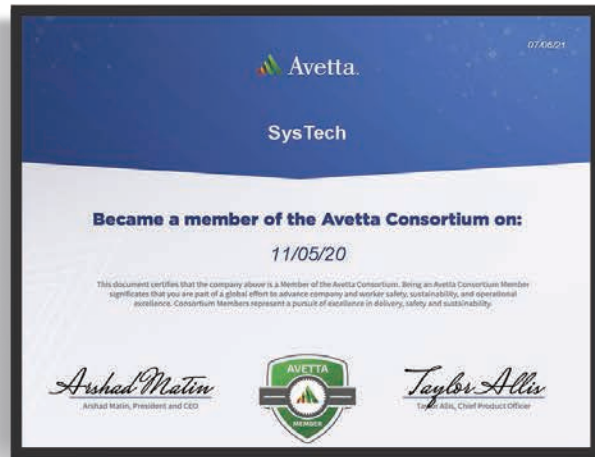 07/06/21
Avetta.
SysTech
Became a member of the Avetta Consortium on:
11/05/20
This document certifies that the company above is a Member of the Avetta Consortium. Being an Avetta Consortium Member
significates that you are part of a global effort to advance company and worker safety, sustainability, and operational
excellence. Consortium Members represent a pursuit of excellence in delivery, safety and sustainability.
Arshad Matin
Taylor Allis
Arshad Matin, President and CEO
Taylor Allis, Chief Product Officer
AVETTA
MEMBER